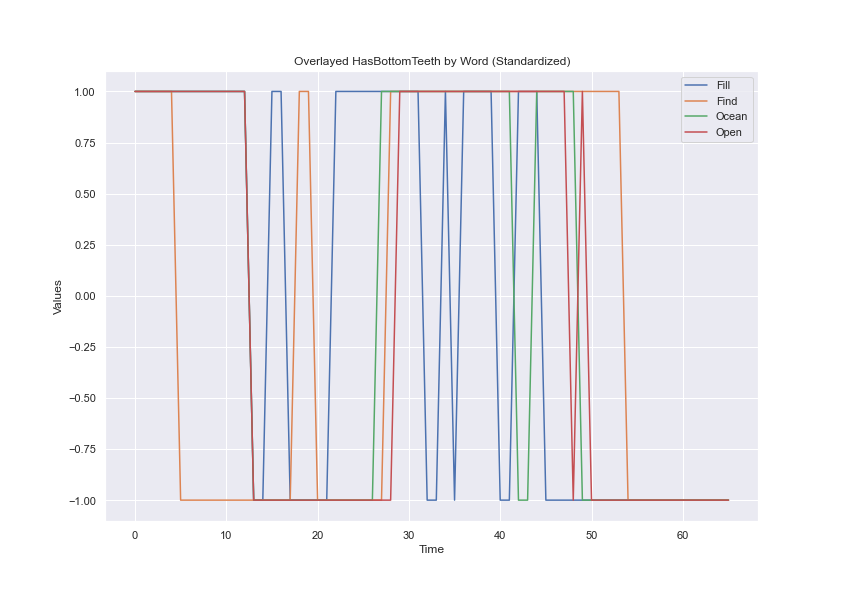 Overlayed HasBottomTeeth by Word (Standardized)
Fill
Find
Ocean
Open
Values
1.00
0.75
0.50
0.25
0.00
−0.25
−0.50
−0.75
−1.00
0 10 20 30 40 50 60
Time